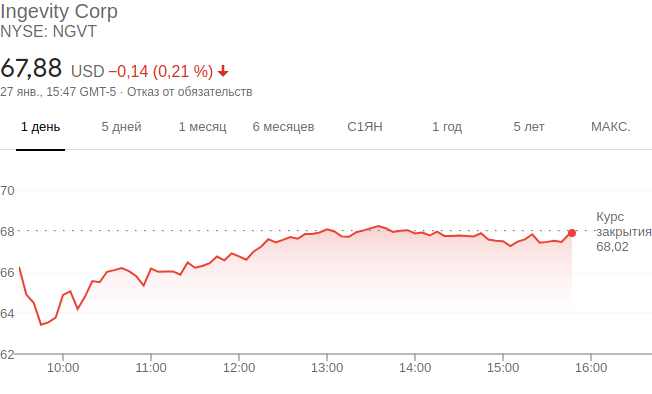 Ingevity Corp
NYSE: NGVT
67,88 USD −0,14 (0,21 %)
27 янв., 15:47 GMT-5 · Отказ от обязательств
1 день 5 дней 1 месяц 6 месяцев С1ЯН 1 год 5 лет МАКС.
70
Курс
68 закрытия
68,02
66
64
62
10:00 11:00 12:00 13:00 14:00 15:00 16:00